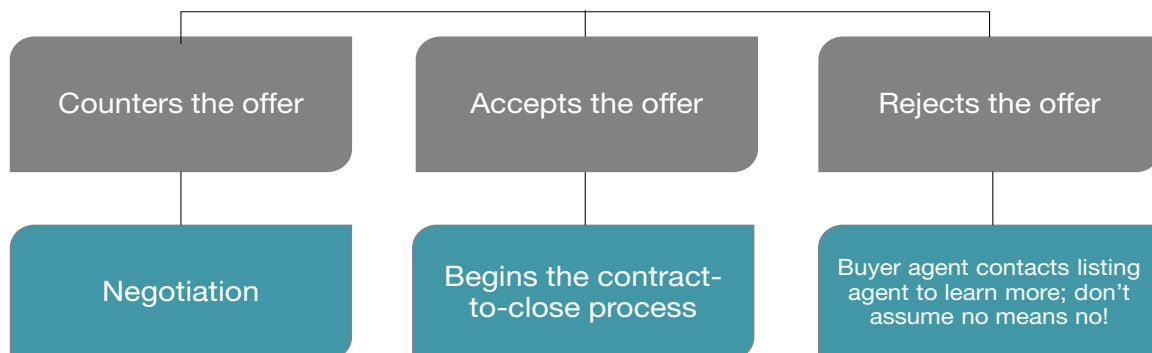 Counters the offer
Accepts the offer
Rejects the offer
Negotiation
Begins the contract-
to-close process
Buyer agent contacts listing
agent to learn more; don’t
assume no means no!